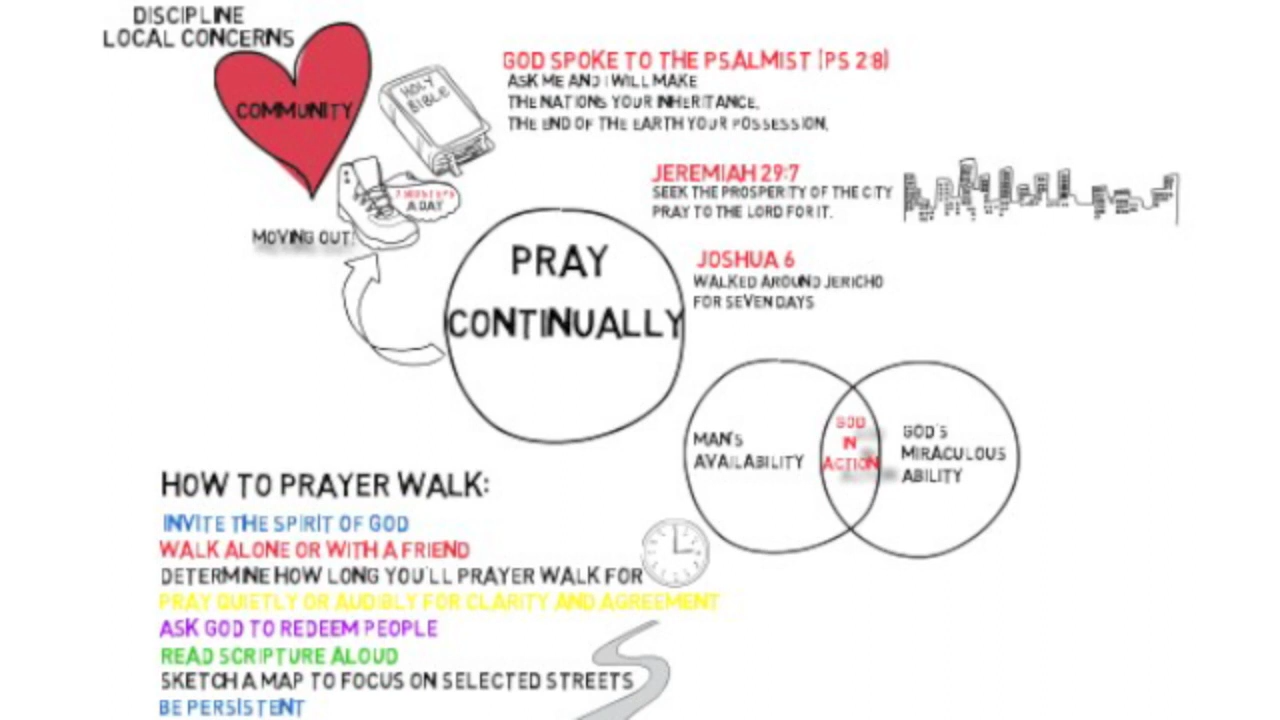 DISCIPLINE
LOCAL CONCERNS
COMMUNITY
HOLY
BIBLE
GOD SPOKE TO THE PSALMIST (PS 2:8)
ASK ME AND I WILL MAKE
THE NATIONS YOUR INHERITANCE,
THE END OF THE EARTH YOUR POSSESSION,
JEREMIAH 29:7
SEEK THE PROSPERITY OF THE CITY
PRAY TO THE LORD FOR IT.
A DAY
MOVING OUT!
JOSHUA 6
WALKED AROUND JERICHO
FOR SEVEN DAYS
PRAY
CONTINUALLY
MAN'S
AVAILABILITY
GOD
IN
ACTION
GOD'S
MIRACULOUS
ABILITY
HOW TO PRAYER WALK:
INVITE THE SPIRIT OF GOD
WALK ALONE OR WITH A FRIEND
DETERMINE HOW LONG YOU'LL PRAYER WALK FOR
PRAY QUIETLY OR AUDIBLY FOR CLARITY AND AGREEMENT
ASK GOD TO REDEEM PEOPLE
READ SCRIPTURE ALOUD
SKETCH A MAP TO FOCUS ON SELECTED STREETS
BE PERSISTENT